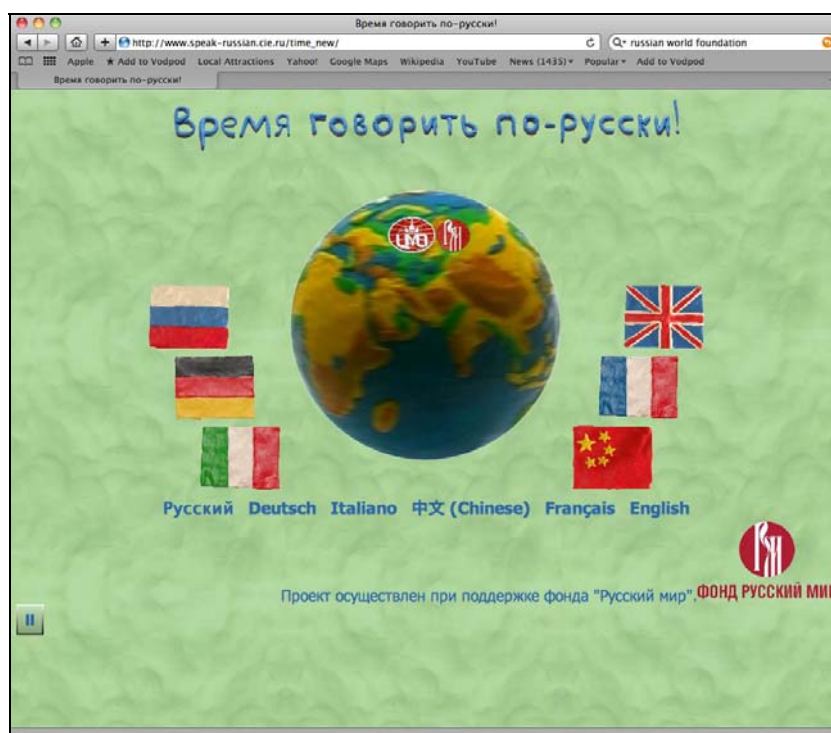 Время говорить по-русски!
http://www.speak-russian.cie.ru/time_new/
russian world foundation
Apple ★ Add to Vodpod Local Attractions Yahoo! Google Maps Wikipedia YouTube News (1435) Popular Add to Vodpod
Время говорить по-русски!
Время говорить по-русски!
Русский Deutsch Italiano 中文 (Chinese) Français English
Проект осуществлен при поддержке фонда "Русский мир".
ФОНД РУССКИЙ МИР